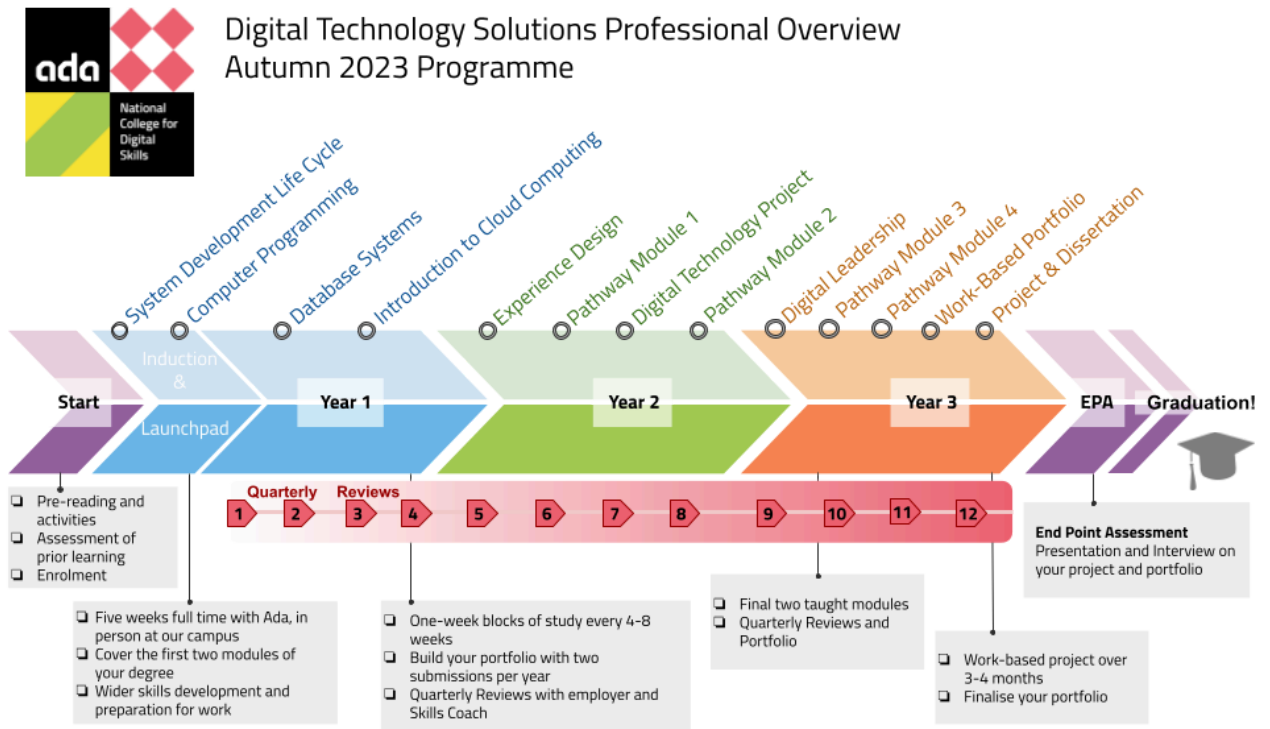 ada
National
College for
Digital
Skills
Digital Technology Solutions Professional Overview
Autumn 2023 Programme
System Development Life Cycle
Computer Programming
Database Systems
Introduction to Cloud Computing
Experience Design
Pathway Module 1
Digital Technology Project
Pathway Module 2
Digital Leadership
Pathway Module 3
Pathway Module 4
Work-Based Portfolio
Project & Dissertation
Start
Induction
&
Launchpad
Year 1
Year 2
Year 3
EPA
Graduation!
Quarterly Reviews
1 2 3 4 5 6 7 8 9 10 11 12
Pre-reading and
activities
Assessment of
prior learning
Enrolment
Five weeks full time with Ada, in
person at our campus
Cover the first two modules of
your degree
Wider skills development and
preparation for work
One-week blocks of study every 4-8
weeks
Build your portfolio with two
submissions per year
Quarterly Reviews with employer and
Skills Coach
Final two taught modules
Quarterly Reviews and
Portfolio
Work-based project over
3-4 months
Finalise your portfolio
End Point Assessment
Presentation and Interview on
your project and portfolio